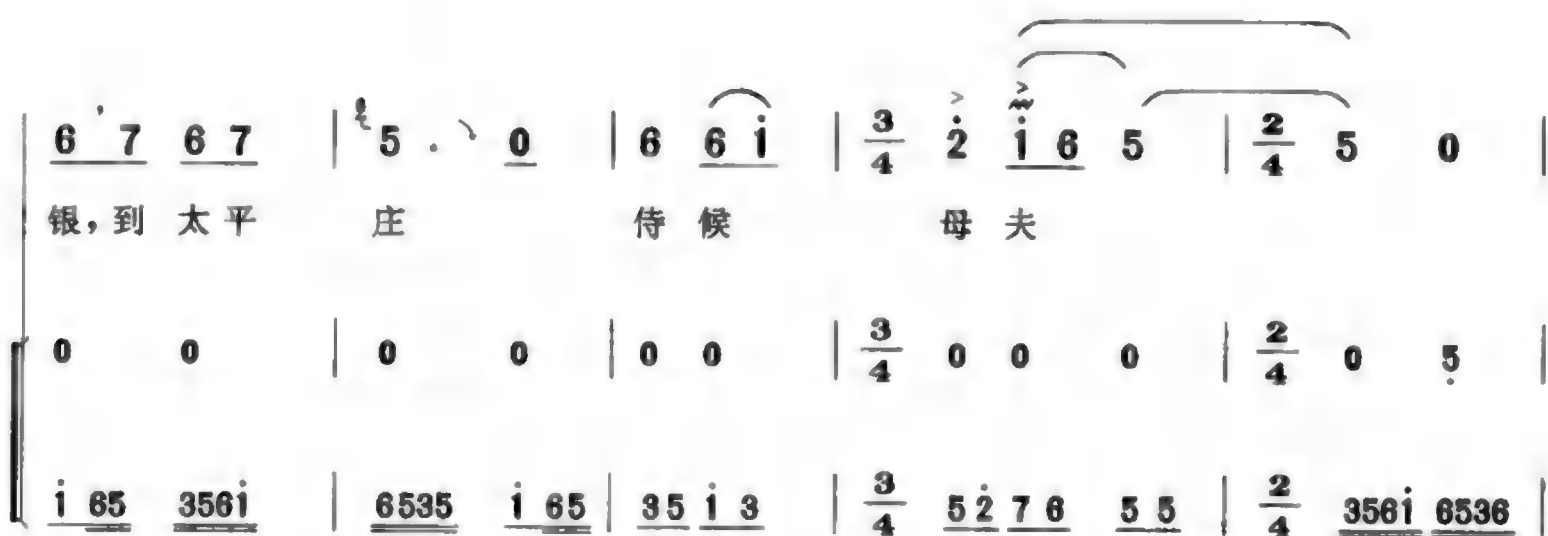 6 7 6 7 | 5 . 0 | 6 6 i̇ | 3/4 2̇ i̇ 6 5 | 2/4 5 0 |
银，到 太 平 庄 侍 候 母 夫
0 0 | 0 0 | 0 0 | 3/4 0 0 0 | 2/4 0 5̣ |
i̇ 65 356i̇ | 6535 i̇ 65 | 35 i̇ 3 | 3/4 52̇ 76 55 | 2/4 356i̇ 6536 |